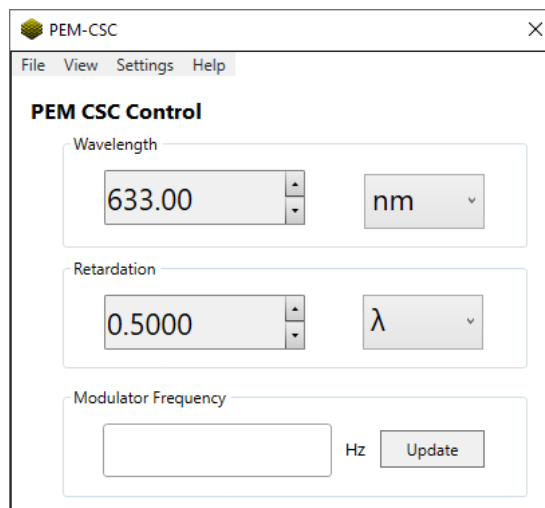 PEM-CSC
File View Settings Help
PEM CSC Control
Wavelength
633.00 nm
Retardation
0.5000 λ
Modulator Frequency
Hz Update